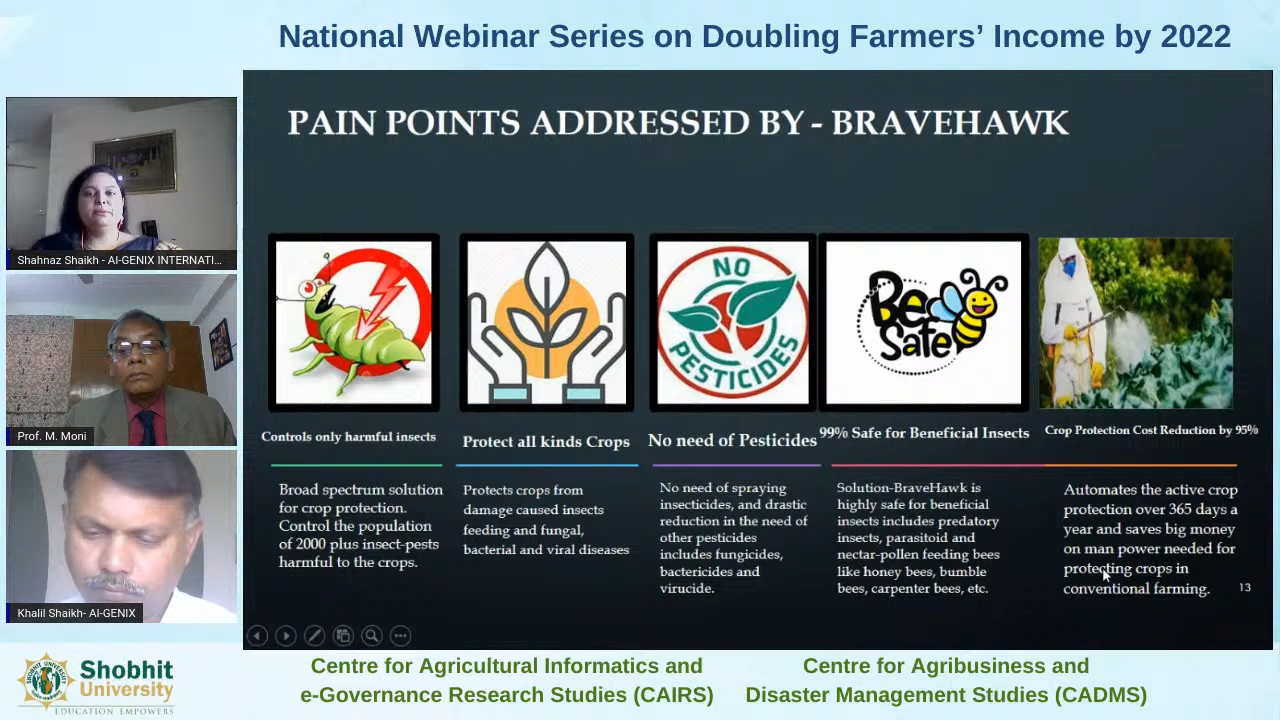 National Webinar Series on Doubling Farmers’ Income by 2022
PAIN POINTS ADDRESSED BY - BRAVEHAWK
NO
PESTICIDES
Be
Safe
Controls only harmful insects
Protect all kinds Crops
No need of Pesticides
99% Safe for Beneficial Insects
Crop Protection Cost Reduction by 95%
Broad spectrum solution
for crop protection.
Control the population
of 2000 plus insect-pests
harmful to the crops.
Protects crops from
damage caused insects
feeding and fungal,
bacterial and viral diseases
No need of spraying
insecticides, and drastic
reduction in the need of
other pesticides
includes fungicides,
bactericides and
virucide.
Solution-BraveHawk is
highly safe for beneficial
insects includes predatory
insects, parasitoid and
nectar-pollen feeding bees
like honey bees, bumble
bees, carpenter bees, etc.
Automates the active crop
protection over 365 days a
year and saves big money
on man power needed for
protecting crops in
conventional farming.
13
Shahnaz Shaikh - AI-GENIX INTERNATI...
Prof. M. Moni
Khalil Shaikh- AI-GENIX
Shobhit
University
EDUCATION EMPOWERS
Centre for Agricultural Informatics and
e-Governance Research Studies (CAIRS)
Centre for Agribusiness and
Disaster Management Studies (CADMS)